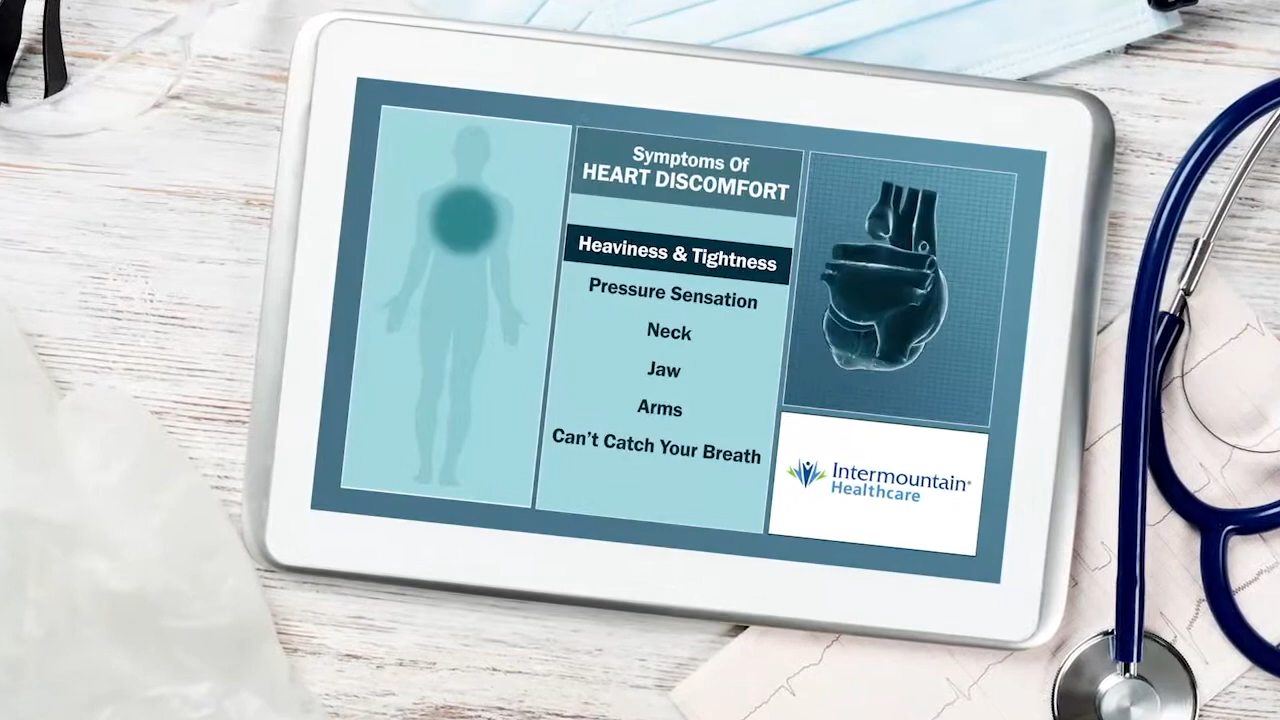 Symptoms Of
HEART DISCOMFORT
Heaviness & Tightness
Pressure Sensation
Neck
Jaw
Arms
Can't Catch Your Breath
Intermountain®
Healthcare